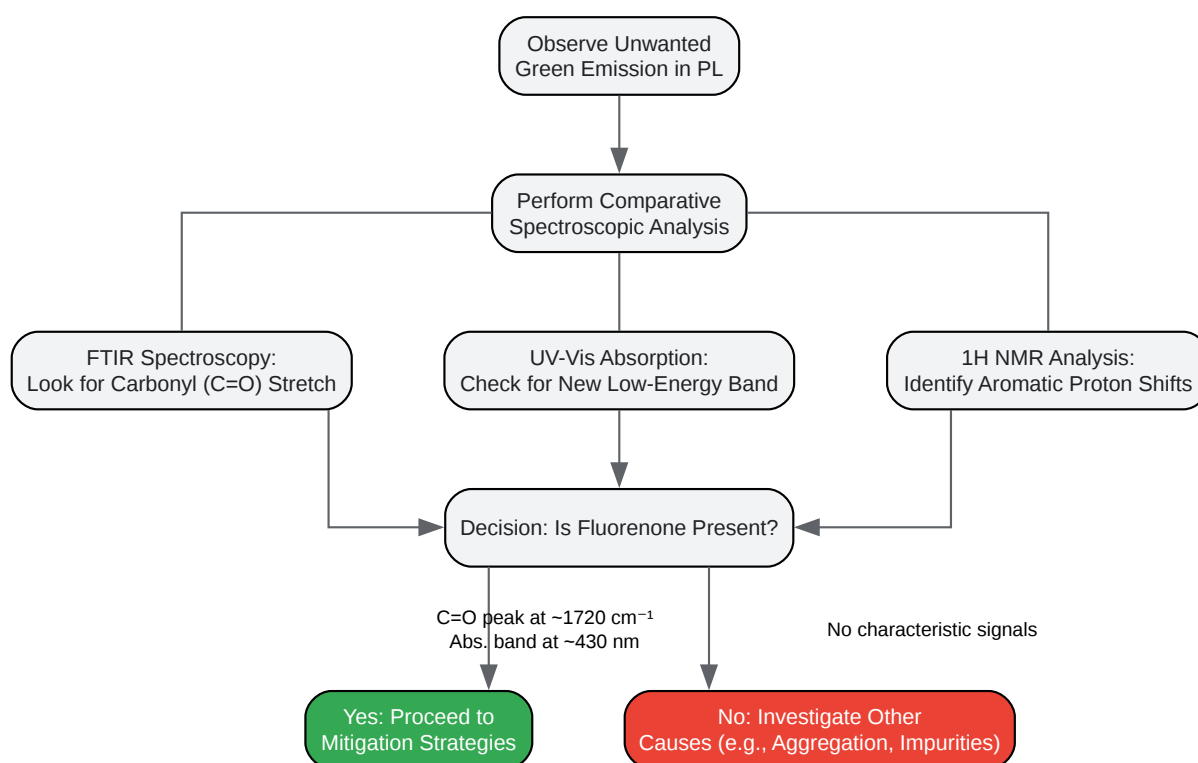 Observe Unwanted
Green Emission in PL
Perform Comparative
Spectroscopic Analysis
FTIR Spectroscopy:
Look for Carbonyl (C=O) Stretch
UV-Vis Absorption:
Check for New Low-Energy Band
1H NMR Analysis:
Identify Aromatic Proton Shifts
Decision: Is Fluorenone Present?
C=O peak at ~1720 cm⁻¹
Abs. band at ~430 nm
No characteristic signals
Yes: Proceed to
Mitigation Strategies
No: Investigate Other
Causes (e.g., Aggregation, Impurities)